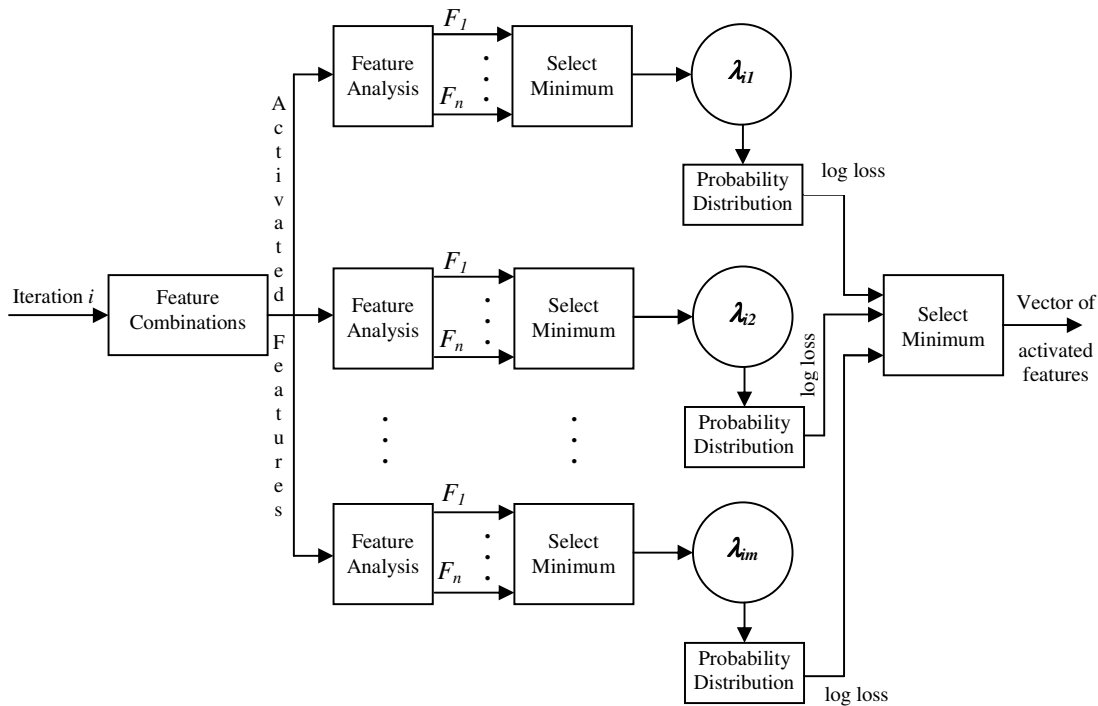 Iteration i
Feature
Combinations
Activated Features
F1
Feature
Analysis
Fn
Select
Minimum
λi1
Probability
Distribution
log loss
F1
Feature
Analysis
Fn
Select
Minimum
λi2
Probability
Distribution
log loss
F1
Feature
Analysis
Fn
Select
Minimum
λim
Probability
Distribution
log loss
Select
Minimum
Vector of
activated
features